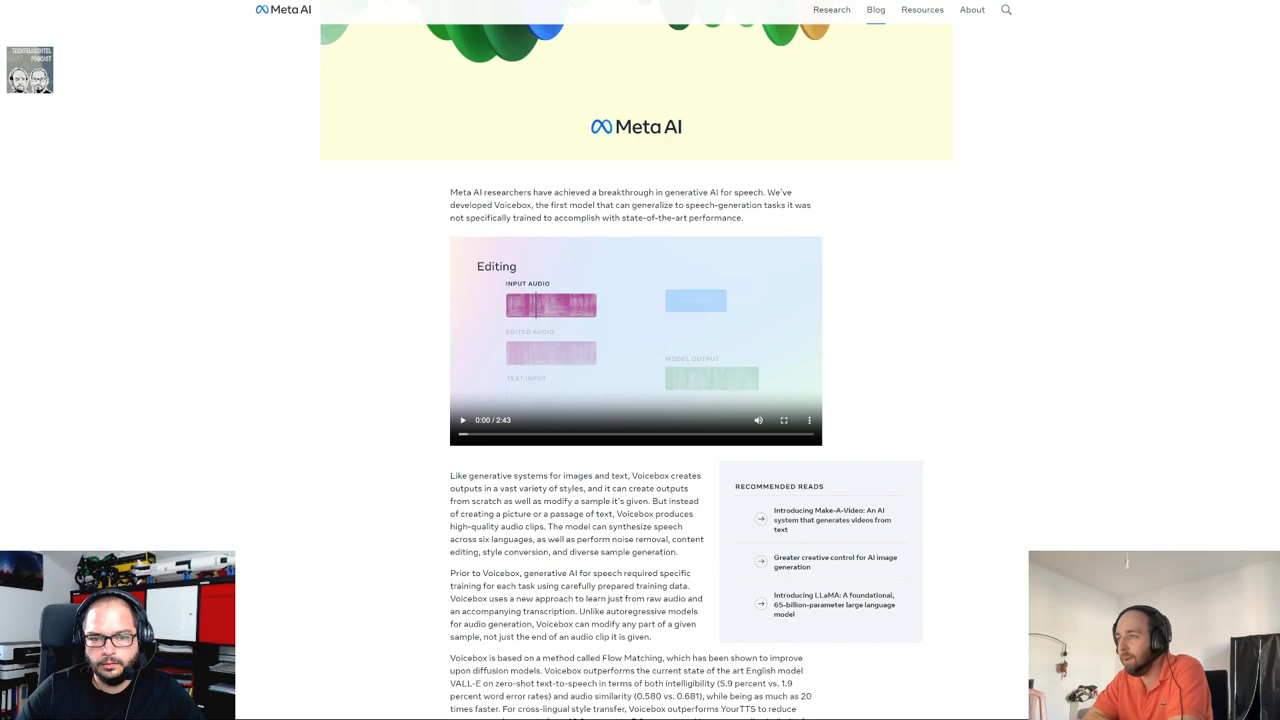 Meta AI
Research
Blog
Resources
About
TECHTELMECHTEL
PODCAST
Meta AI
Meta AI researchers have achieved a breakthrough in generative AI for speech. We've
developed Voicebox, the first model that can generalize to speech-generation tasks it was
not specifically trained to accomplish with state-of-the-art performance.
Editing
INPUT AUDIO
EDITED AUDIO
TEXT INPUT
MODEL OUTPUT
0:00 / 2:43
Like generative systems for images and text, Voicebox creates
outputs in a vast variety of styles, and it can create outputs
from scratch as well as modify a sample it's given. But instead
of creating a picture or a passage of text, Voicebox produces
high-quality audio clips. The model can synthesize speech
across six languages, as well as perform noise removal, content
editing, style conversion, and diverse sample generation.
Prior to Voicebox, generative AI for speech required specific
training for each task using carefully prepared training data.
Voicebox uses a new approach to learn just from raw audio and
an accompanying transcription. Unlike autoregressive models
for audio generation, Voicebox can modify any part of a given
sample, not just the end of an audio clip it is given.
RECOMMENDED READS
Introducing Make-A-Video: An AI
system that generates videos from
text
Greater creative control for AI image
generation
Introducing LLaMA: A foundational,
65-billion-parameter large language
model
Voicebox is based on a method called Flow Matching, which has been shown to improve
upon diffusion models. Voicebox outperforms the current state of the art English model
VALL-E on zero-shot text-to-speech in terms of both intelligibility (5.9 percent vs. 1.9
percent word error rates) and audio similarity (0.580 vs. 0.681), while being as much as 20
times faster. For cross-lingual style transfer, Voicebox outperforms YourTTS to reduce